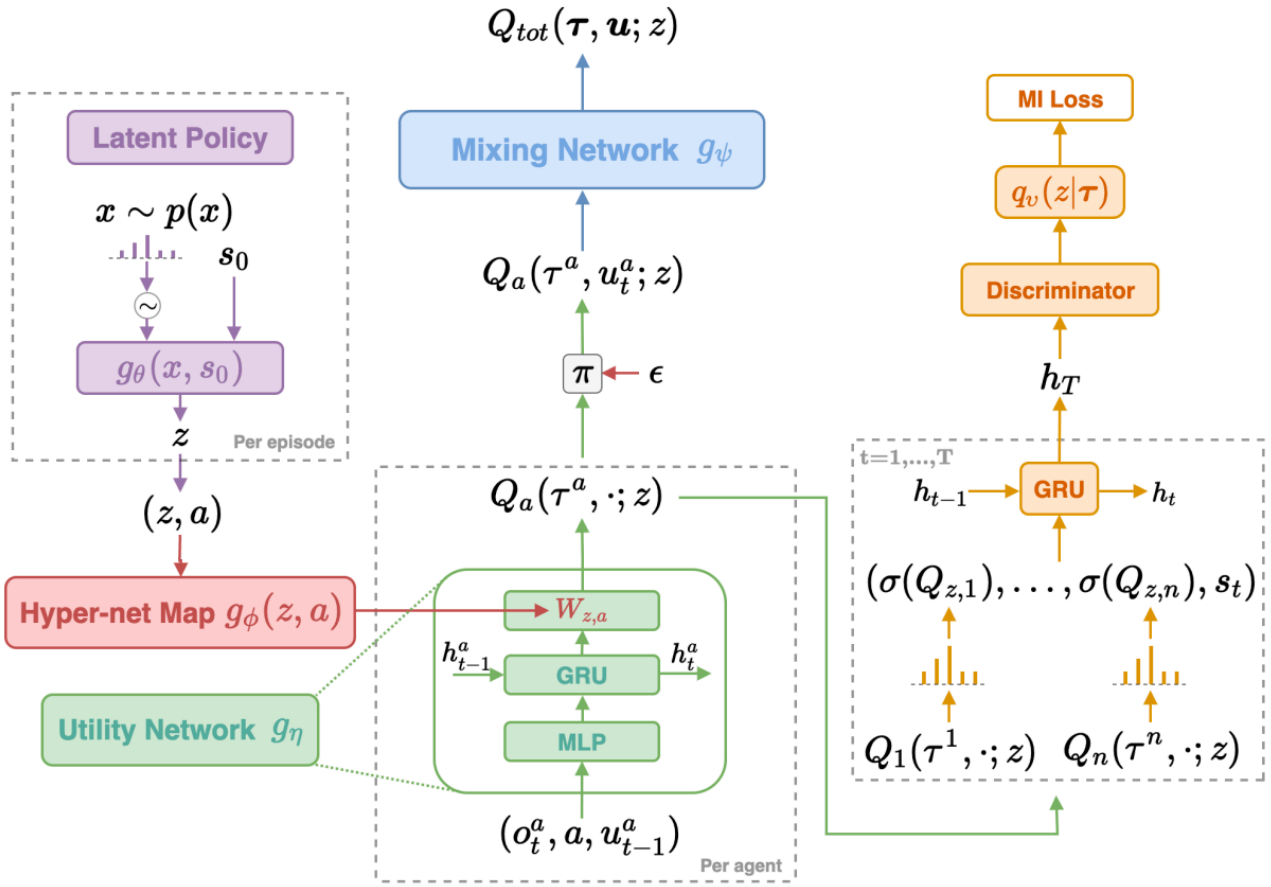 Q_{tot}(τ, u; z)
Mixing Network g_ψ
Q_a(τ^a, u_t^a; z)
π
ϵ
Latent Policy
x ∼ p(x)
s_0
∼
g_θ(x, s_0)
z
Per episode
(z, a)
Hyper-net Map g_ϕ(z, a)
Utility Network g_η
Q_a(τ^a, ·; z)
W_{z,a}
h_{t−1}^a
GRU
h_t^a
MLP
(o_t^a, a, u_{t−1}^a)
Per agent
MI Loss
q_υ(z|τ)
Discriminator
h_T
t=1,...,T
h_{t−1}
GRU
h_t
(σ(Q_{z,1}), . . . , σ(Q_{z,n}), s_t)
Q_1(τ^1, ·; z)
Q_n(τ^n, ·; z)